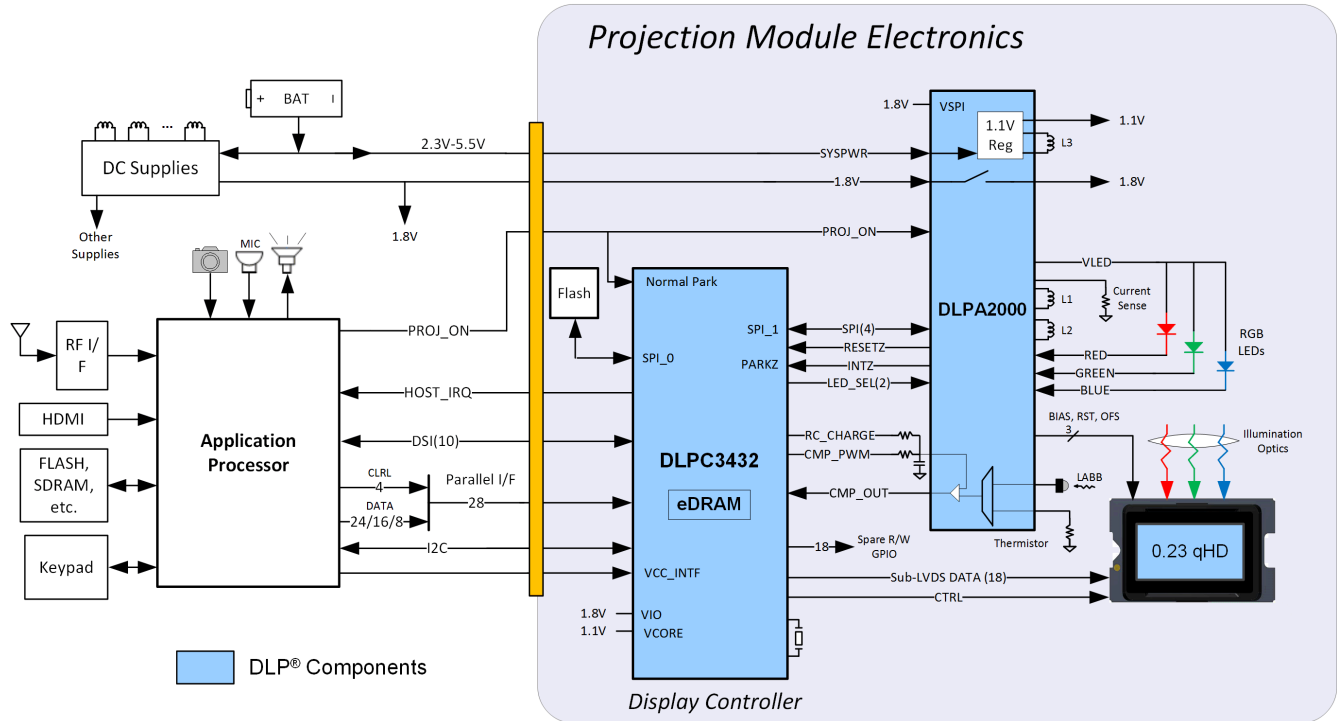 Projection Module Electronics
+ BAT I
DC Supplies
2.3V-5.5V
Other
Supplies
1.8V
SYSPWR
1.8V
PROJ_ON
1.8V
VSPI
1.1V
Reg
L3
1.1V
1.8V
DLPA2000
VLED
Current
Sense
L1
L2
RGB
LEDs
RED
GREEN
BLUE
BIAS, RST, OFS
3
Illumination
Optics
LABB
Thermistor
0.23 qHD
MIC
RF I/
F
HDMI
FLASH,
SDRAM,
etc.
Keypad
Application
Processor
PROJ_ON
HOST_IRQ
DSI(10)
CLRL
4
DATA
24/16/8
Parallel I/F
28
I2C
Flash
Normal Park
SPI_0
SPI_1
PARKZ
DLPC3432
eDRAM
VCC_INTF
1.8V
VIO
1.1V
VCORE
SPI(4)
RESETZ
INTZ
LED_SEL(2)
RC_CHARGE
CMP_PWM
CMP_OUT
18
Spare R/W
GPIO
Sub-LVDS DATA (18)
CTRL
Display Controller
DLP® Components